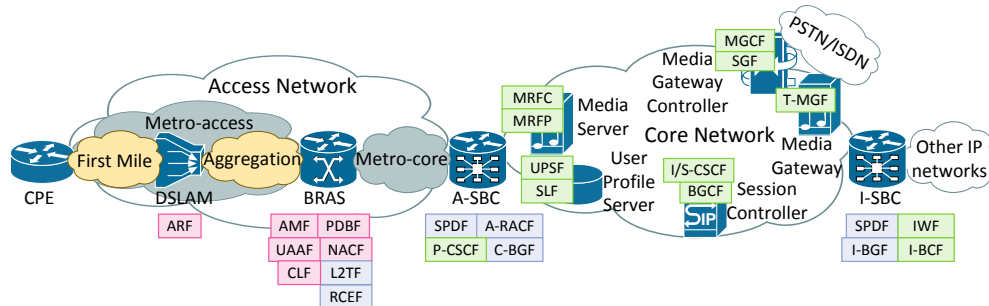 MGCF
SGF
PSTN/ISDN
Media
Gateway
Controller
T-MGF
Access Network
MRFC
MRFP
Media
Server
Core Network
Media
Gateway
Metro-access
First Mile
Aggregation
Metro-core
UPSF
SLF
User
Profile
Server
I/S-CSCF
BGCF
Session
Controller
SIP
Other IP
networks
CPE
DSLAM
BRAS
A-SBC
I-SBC
ARF
AMF PDBF
UAAF NACF
CLF L2TF
RCEF
SPDF A-RACF
P-CSCF C-BGF
SPDF IWF
I-BGF I-BCF